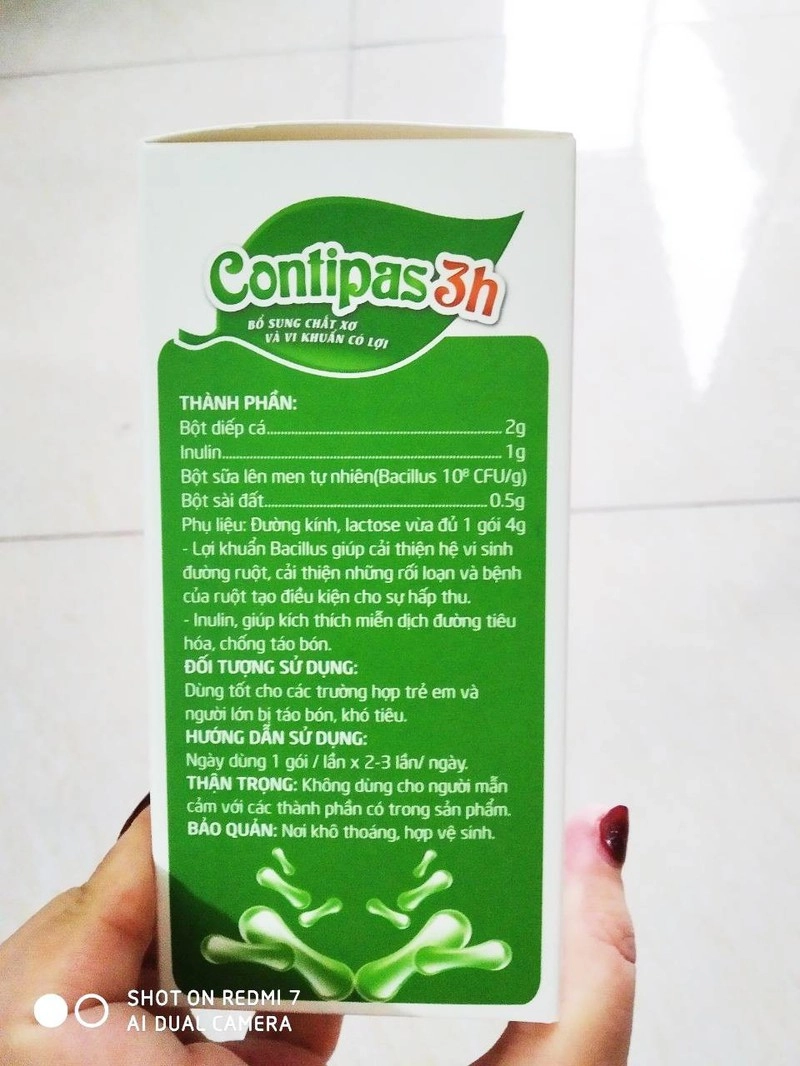 Contipas 3h
BỔ SUNG CHẤT XƠ
VÀ VI KHUẨN CÓ LỢI
THÀNH PHẦN:
Bột diếp cá.......................................................... 2g
Inulin................................................................... 1g
Bột sữa lên men tự nhiên(Bacillus 10⁸ CFU/g)
Bột sài đất......................................................0.5g
Phụ liệu: Đường kính, lactose vừa đủ 1 gói 4g
- Lợi khuẩn Bacillus giúp cải thiện hệ vi sinh
đường ruột, cải thiện những rối loạn và bệnh
của ruột tạo điều kiện cho sự hấp thu.
- Inulin, giúp kích thích miễn dịch đường tiêu
hóa, chống táo bón.
ĐỐI TƯỢNG SỬ DỤNG:
Dùng tốt cho các trường hợp trẻ em và
người lớn bị táo bón, khó tiêu.
HƯỚNG DẪN SỬ DỤNG:
Ngày dùng 1 gói / lần x 2-3 lần/ ngày.
THẬN TRỌNG: Không dùng cho người mẫn
cảm với các thành phần có trong sản phẩm.
BẢO QUẢN: Nơi khô thoáng, hợp vệ sinh.
SHOT ON REDMI 7
AI DUAL CAMERA